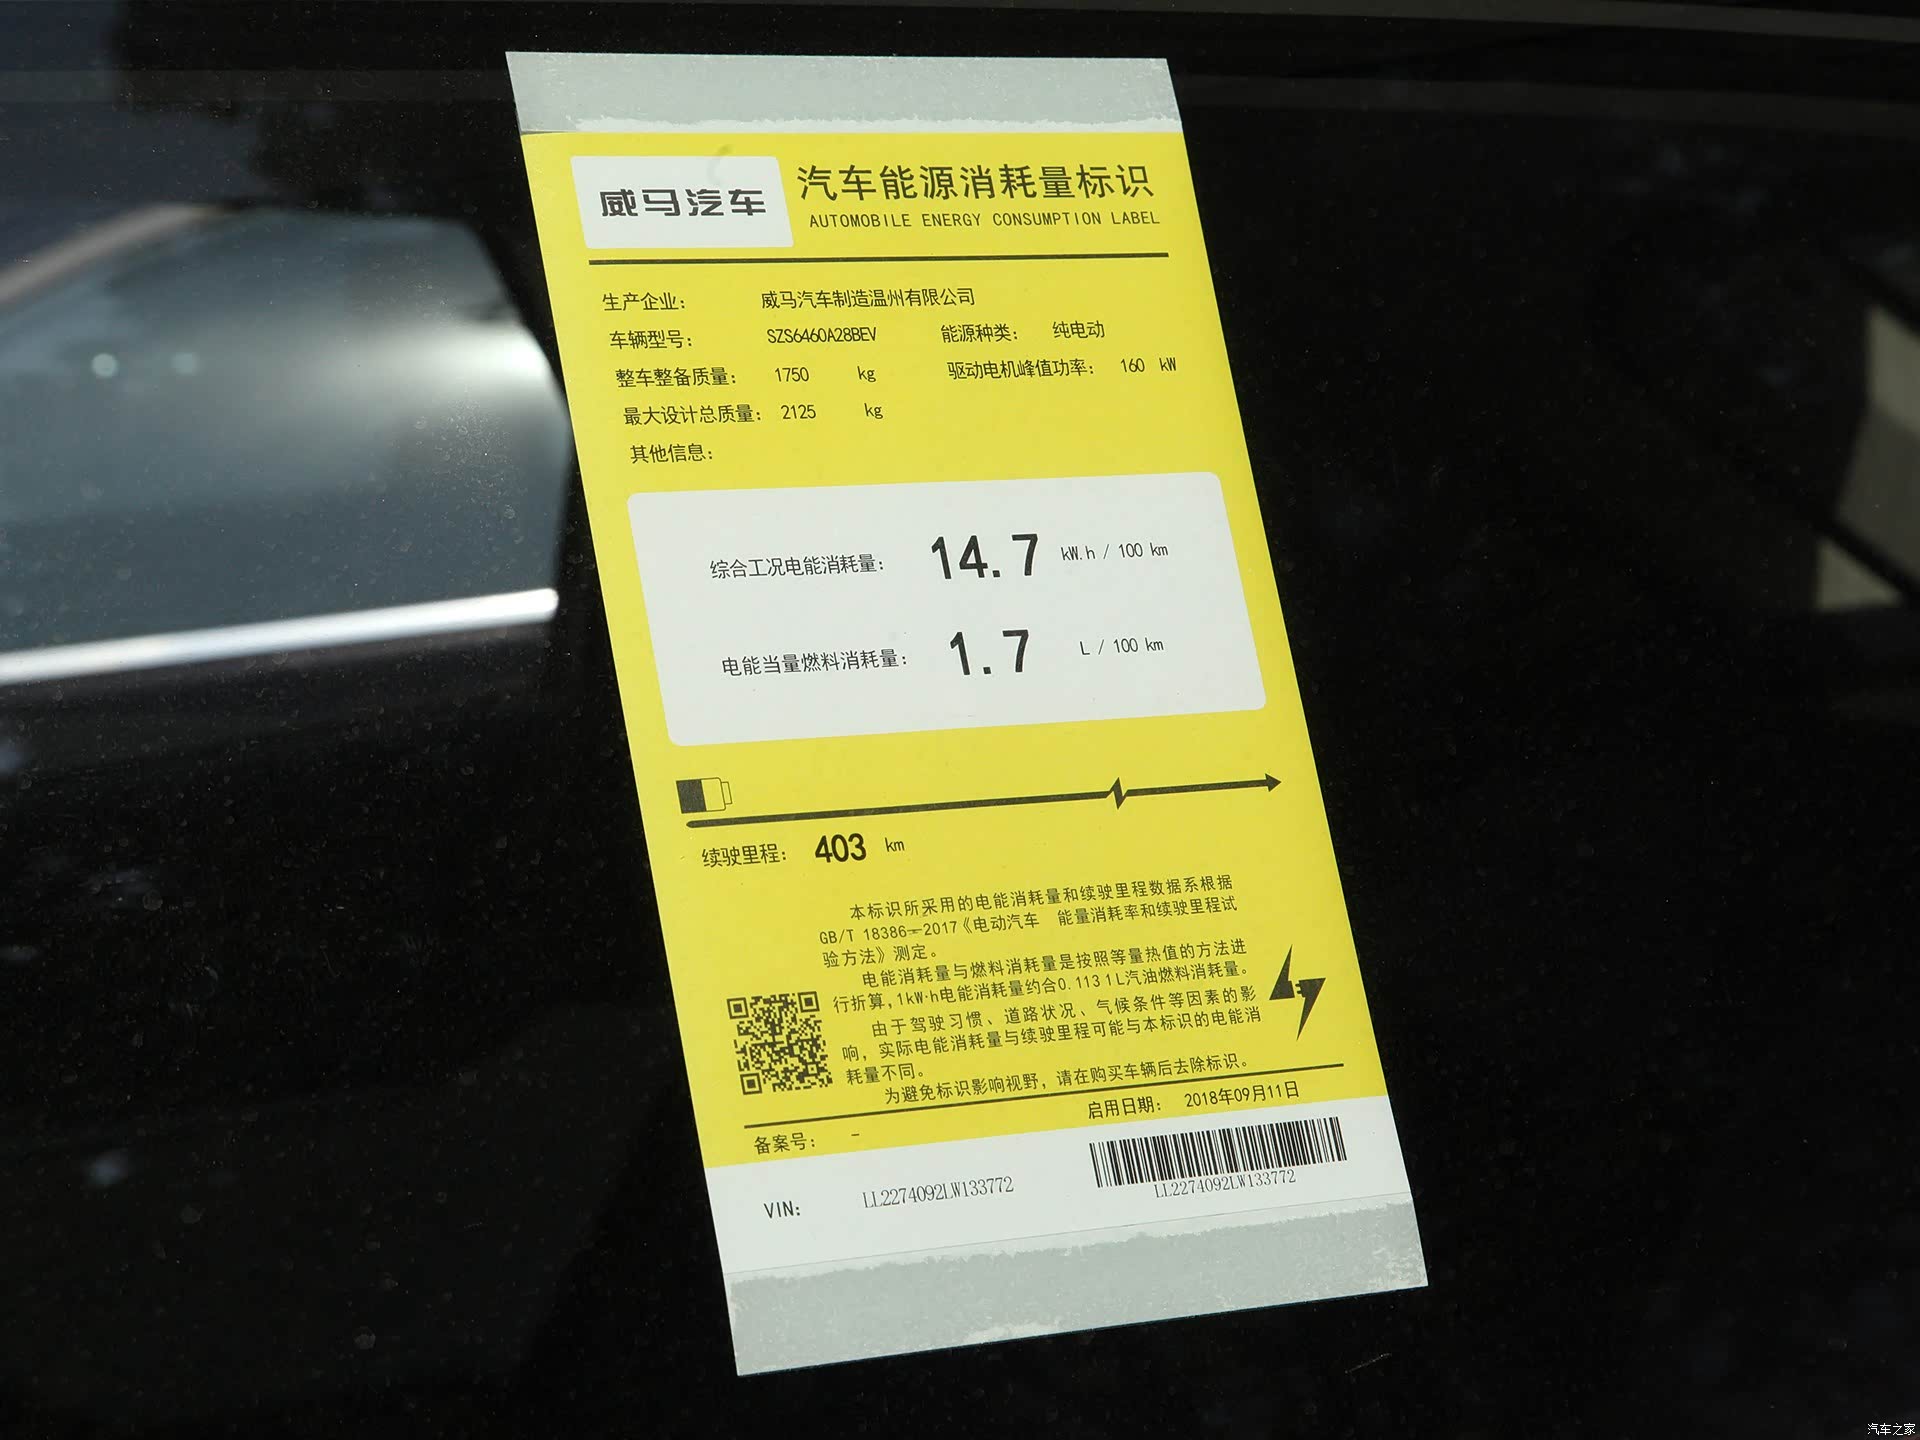 威马汽车
汽车能源消耗量标识
AUTOMOBILE ENERGY CONSUMPTION LABEL
生产企业： 威马汽车制造温州有限公司
车辆型号： SZS6460A28BEV 能源种类： 纯电动
整车整备质量： 1750 kg 驱动电机峰值功率： 160 kW
最大设计总质量： 2125 kg
其他信息：
综合工况电能消耗量： 14.7 kW.h / 100 km
电能当量燃料消耗量： 1.7 L / 100 km
续驶里程： 403 km
本标识所采用的电能消耗量和续驶里程数据系根据
GB/T 18386—2017《电动汽车 能量消耗率和续驶里程试
验方法》测定。
电能消耗量与燃料消耗量是按照等量热值的方法进
行折算,1kW·h电能消耗量约合0.113 1 L汽油燃料消耗量。
由于驾驶习惯、道路状况、气候条件等因素的影
响，实际电能消耗量与续驶里程可能与本标识的电能消
耗量不同。
为避免标识影响视野，请在购买车辆后去除标识。
备案号： - 启用日期： 2018年09月11日
VIN: LL2274092LW133772
LL2274092LW133772
汽车之家